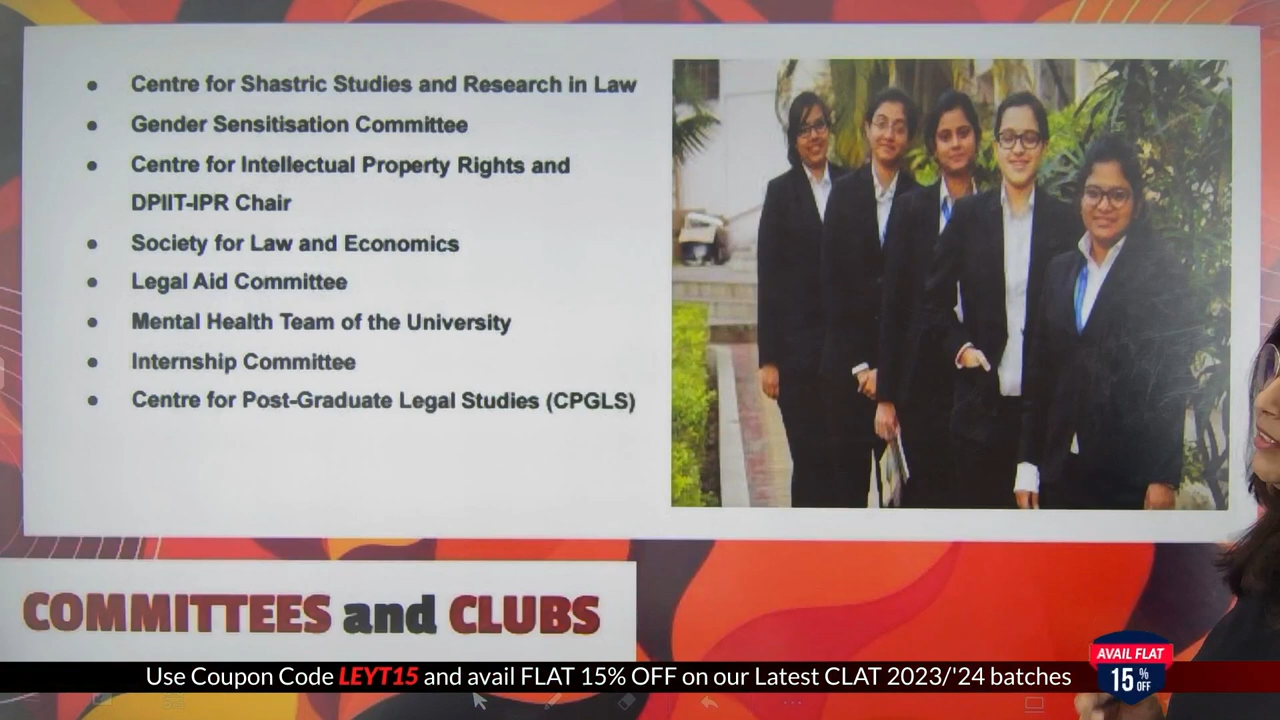 Centre for Shastric Studies and Research in Law
Gender Sensitisation Committee
Centre for Intellectual Property Rights and
DPIIT-IPR Chair
Society for Law and Economics
Legal Aid Committee
Mental Health Team of the University
Internship Committee
Centre for Post-Graduate Legal Studies (CPGLS)
COMMITTEES and CLUBS
Use Coupon Code LEYT15 and avail FLAT 15% OFF on our Latest CLAT 2023/'24 batches
AVAIL FLAT
15 % OFF